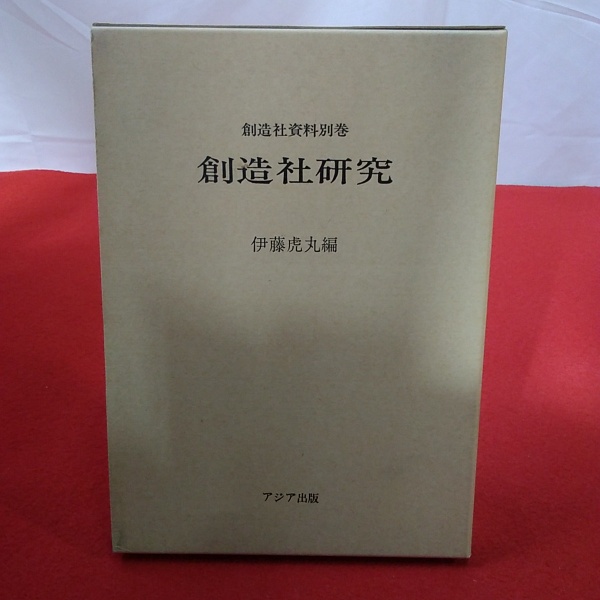 創造社資料別巻
創造社研究
伊藤虎丸編
アジア出版